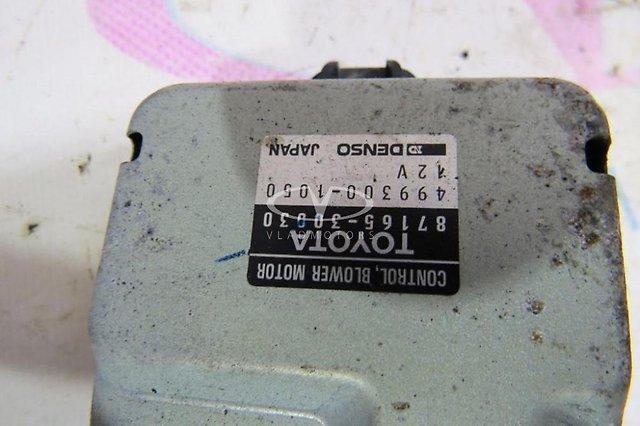 CONTROL, BLOWER MOTOR
TOYOTA
87165-30030
499300-1050
12V
DENSO JAPAN
VLADMOTORS